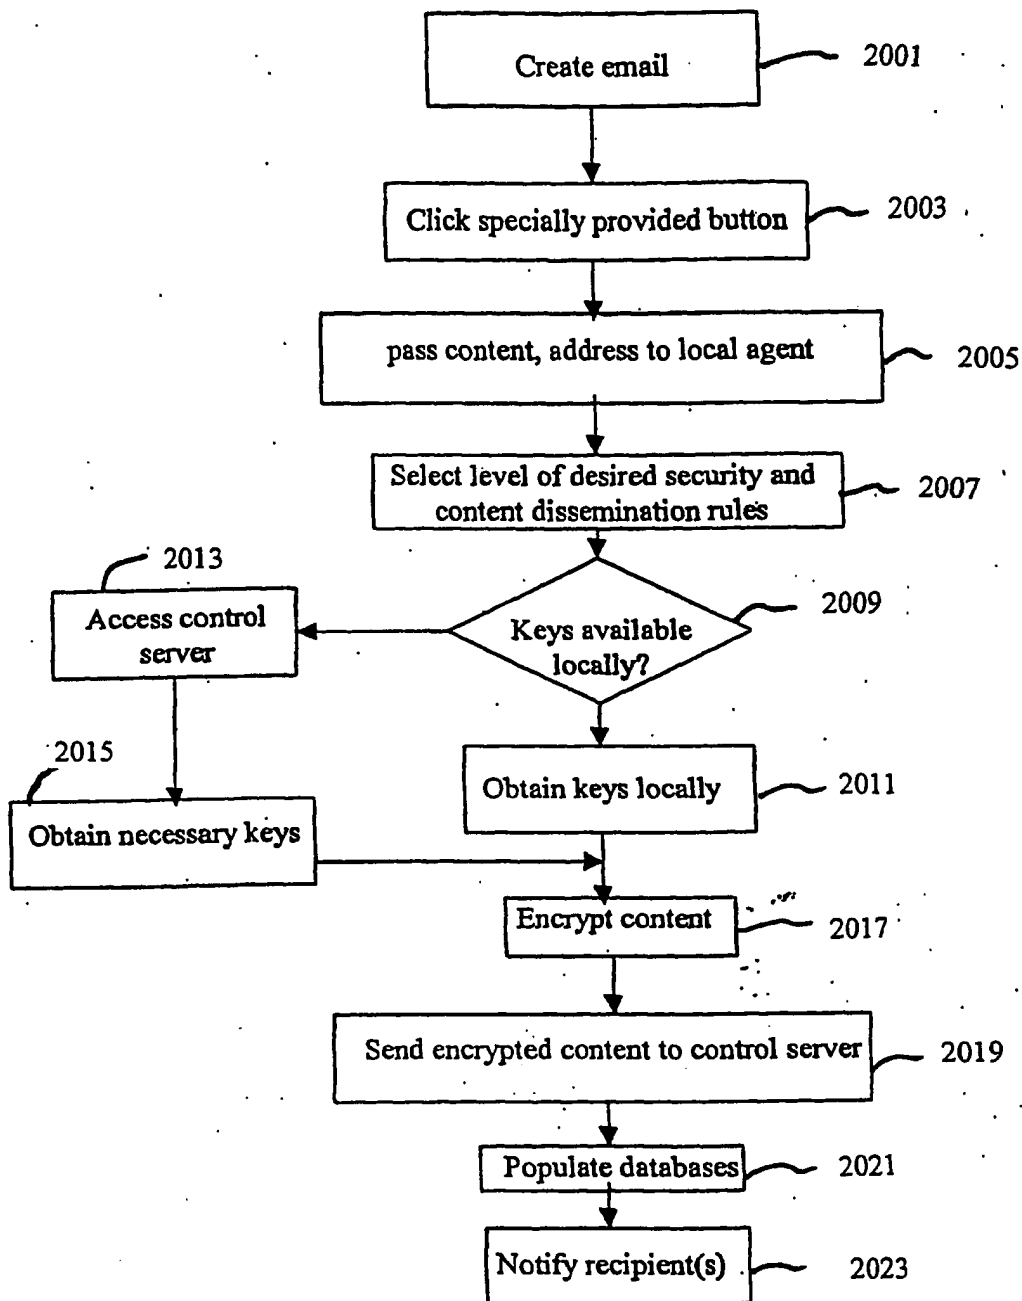 Create email
2001
Click specially provided button
2003
pass content, address to local agent
2005
Select level of desired security and
content dissemination rules
2007
2013
Access control
server
Keys available
locally?
2009
2015
Obtain necessary keys
Obtain keys locally
2011
Encrypt content
2017
Send encrypted content to control server
2019
Populate databases
2021
Notify recipient(s)
2023